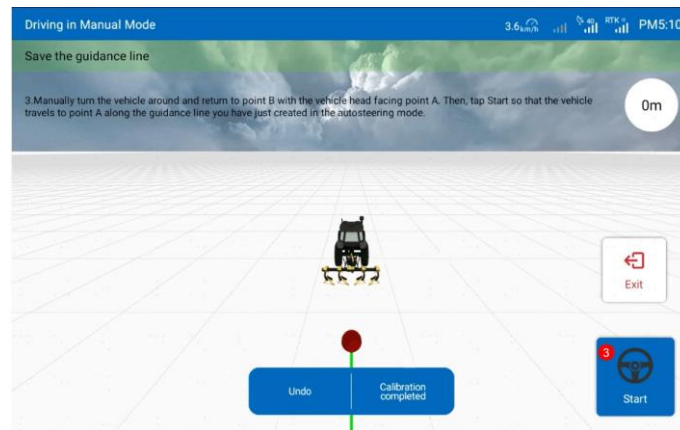 Driving in Manual Mode
3.6km/h
40
RTK
PM5:10
Save the guidance line
3.Manually turn the vehicle around and return to point B with the vehicle head facing point A. Then, tap Start so that the vehicle
travels to point A along the guidance line you have just created in the autosteering mode.
0m
Exit
3
Start
Undo
Calibration
completed